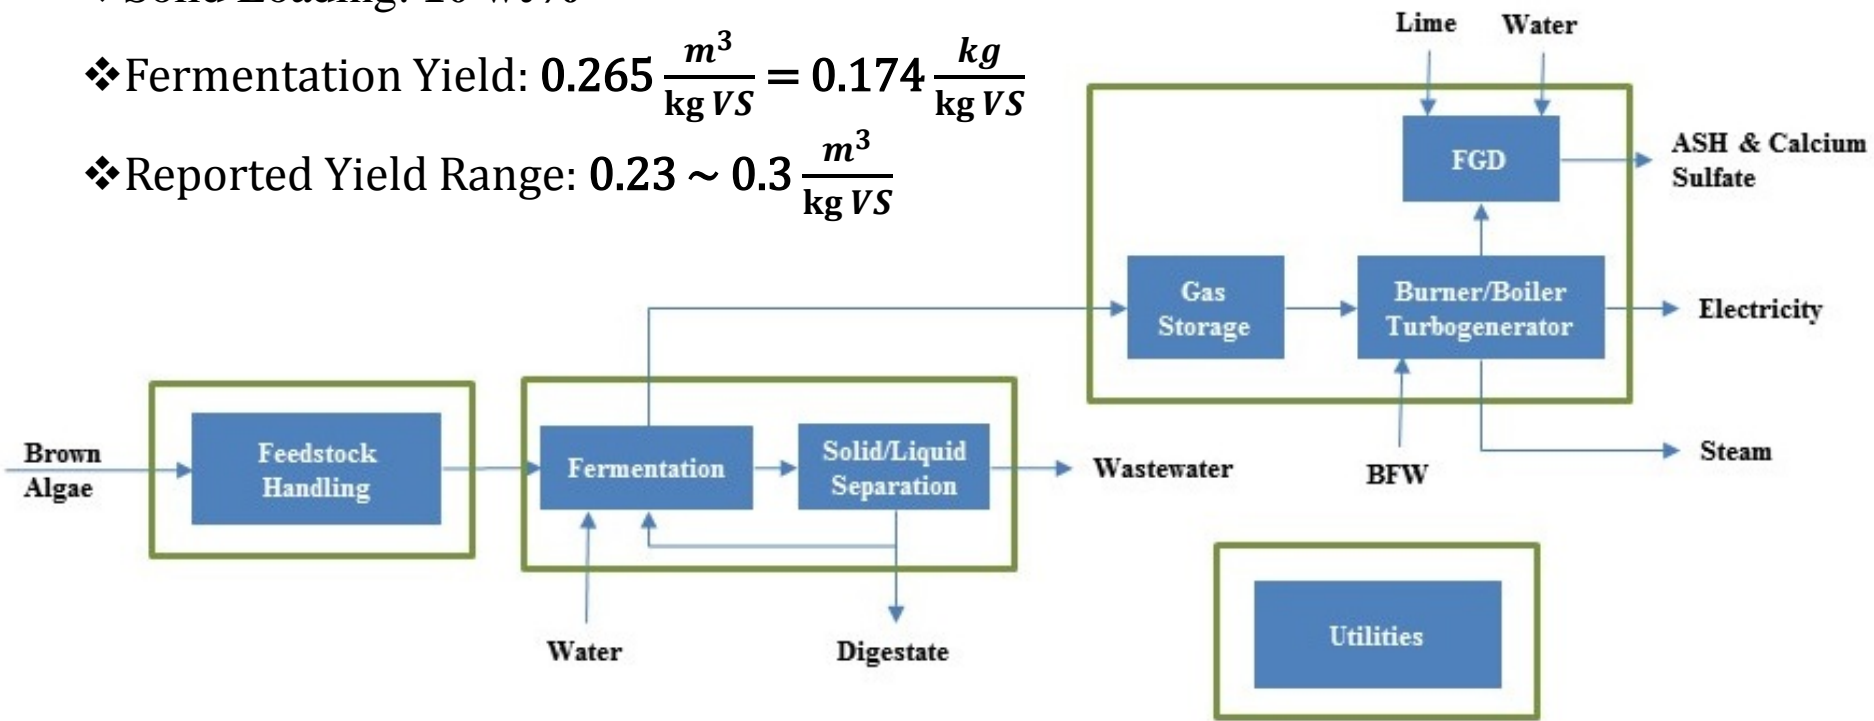 ❖Fermentation Yield: 0.265 m³/kg VS = 0.174 kg/kg VS
❖Reported Yield Range: 0.23 ~ 0.3 m³/kg VS
Lime
Water
FGD
ASH & Calcium
Sulfate
Gas
Storage
Burner/Boiler
Turbogenerator
Electricity
Steam
BFW
Brown
Algae
Feedstock
Handling
Fermentation
Solid/Liquid
Separation
Wastewater
Water
Digestate
Utilities